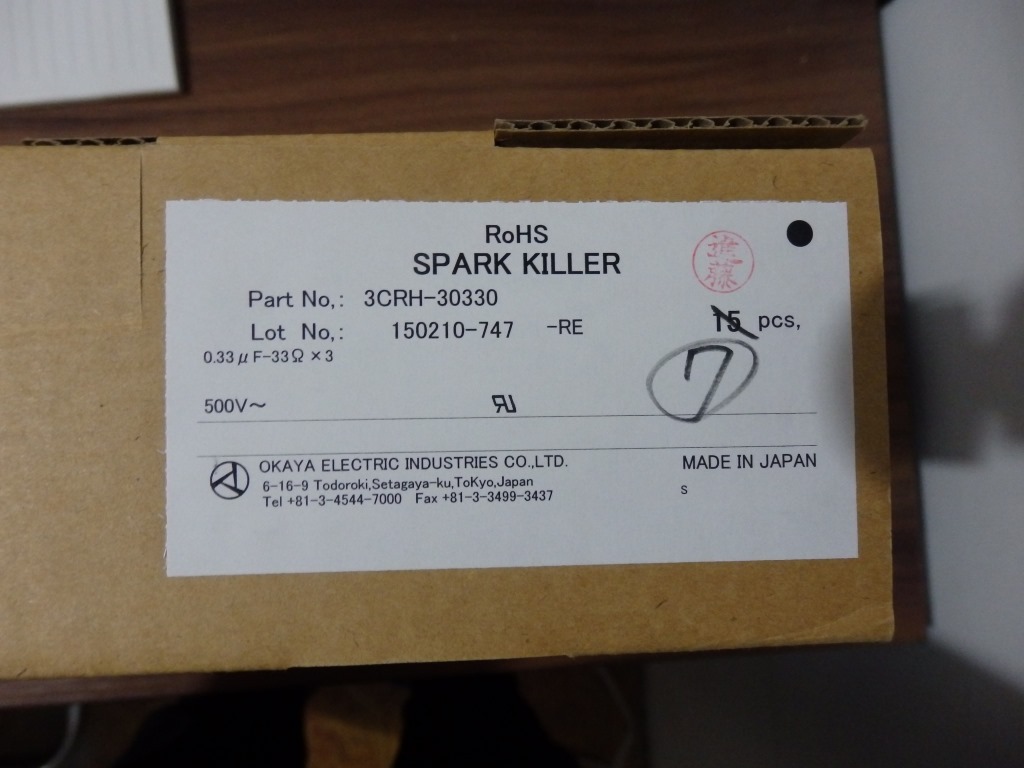 RoHS
SPARK KILLER
Part No,: 3CRH-30330
Lot No,: 150210-747 -RE
15 pcs,
7
0.33μF-33Ω×3
500V～
OKAYA ELECTRIC INDUSTRIES CO.,LTD.
6-16-9 Todoroki,Setagaya-ku,ToKyo,Japan
Tel +81-3-4544-7000 Fax +81-3-3499-3437
MADE IN JAPAN
s